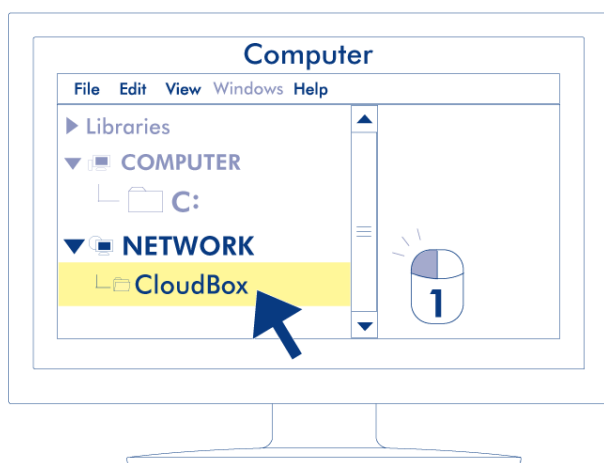 Computer
File Edit View Windows Help
Libraries
COMPUTER
C:
NETWORK
CloudBox
1